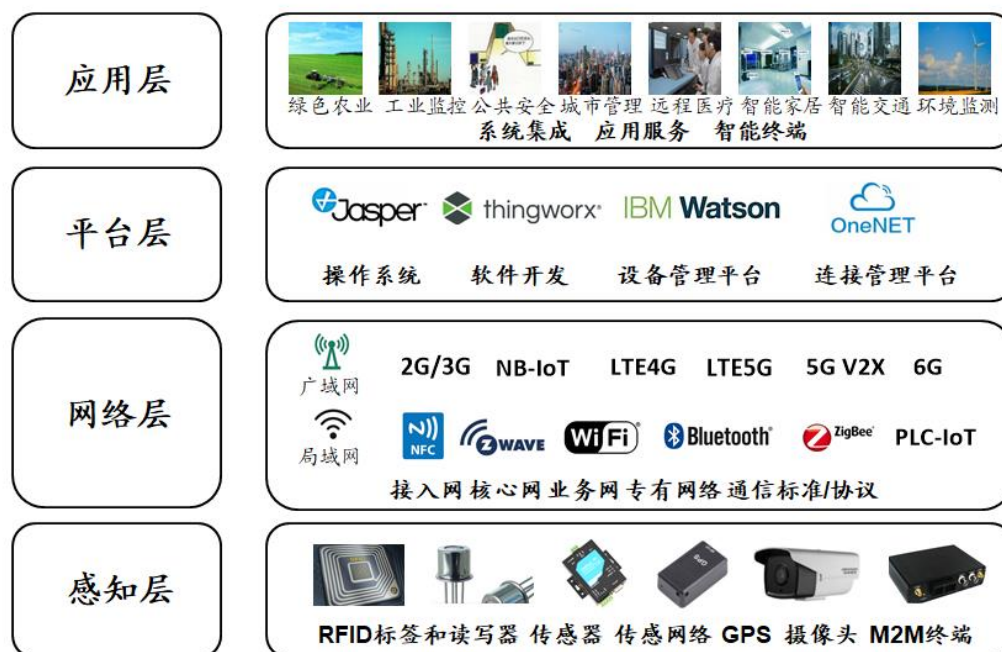 应用层
绿色农业 工业监控 公共安全 城市管理 远程医疗 智能家居 智能交通 环境监测
系统集成 应用服务 智能终端
平台层
Jasper thingworx IBM Watson OneNET
操作系统 软件开发 设备管理平台 连接管理平台
网络层
广域网 2G/3G NB-IoT LTE4G LTE5G 5G V2X 6G
局域网 NFC Z WAVE WiFi Bluetooth ZigBee PLC-IoT
接入网核心网业务网专有网络通信标准/协议
感知层
GPS
RFID标签和读写器 传感器 传感网络 GPS 摄像头 M2M终端